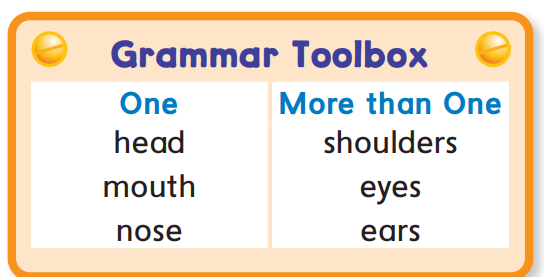 Grammar Toolbox
One More than One
head shoulders
mouth eyes
nose ears